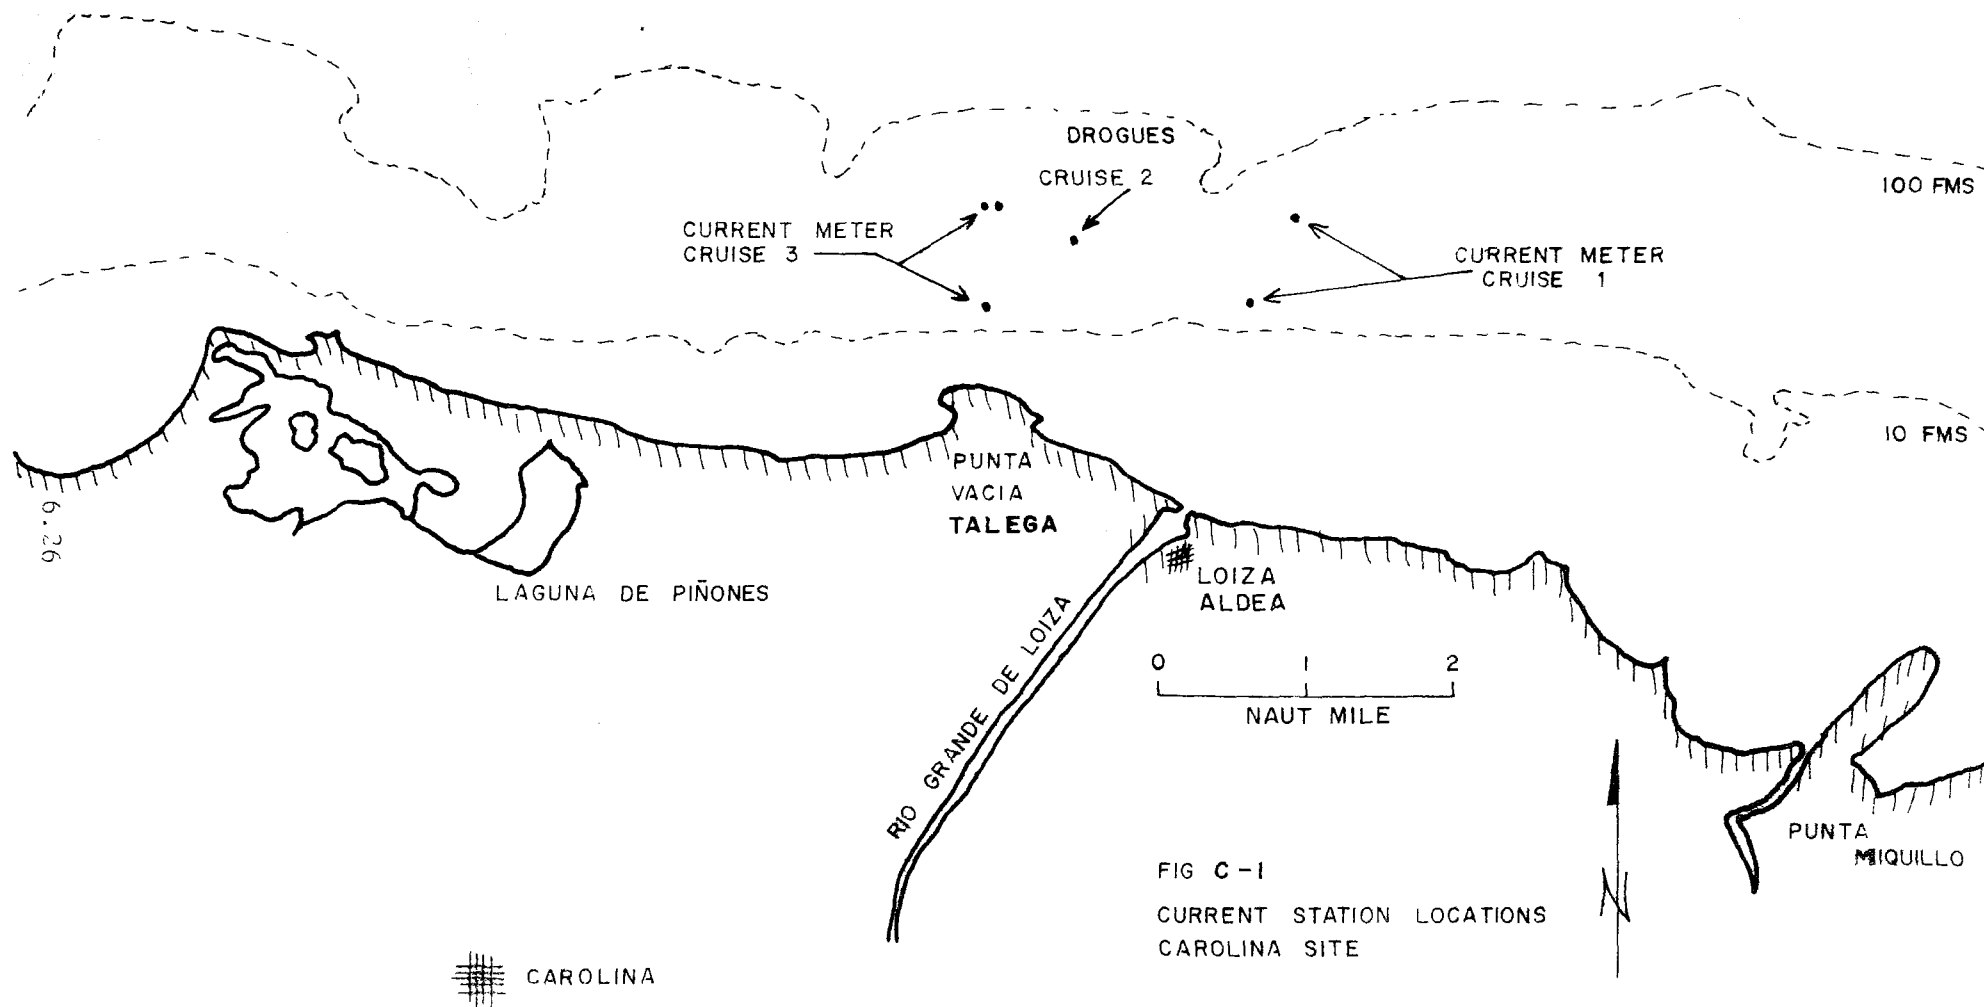 DROGUES
CRUISE 2
100 FMS
CURRENT METER
CRUISE 3
CURRENT METER
CRUISE 1
10 FMS
PUNTA
VACIA
TALEGA
6.26
LAGUNA DE PIÑONES
LOIZA
ALDEA
RIO GRANDE DE LOIZA
0 1 2
NAUT MILE
PUNTA
MIQUILLO
FIG C-1
CURRENT STATION LOCATIONS
CAROLINA SITE
N
CAROLINA